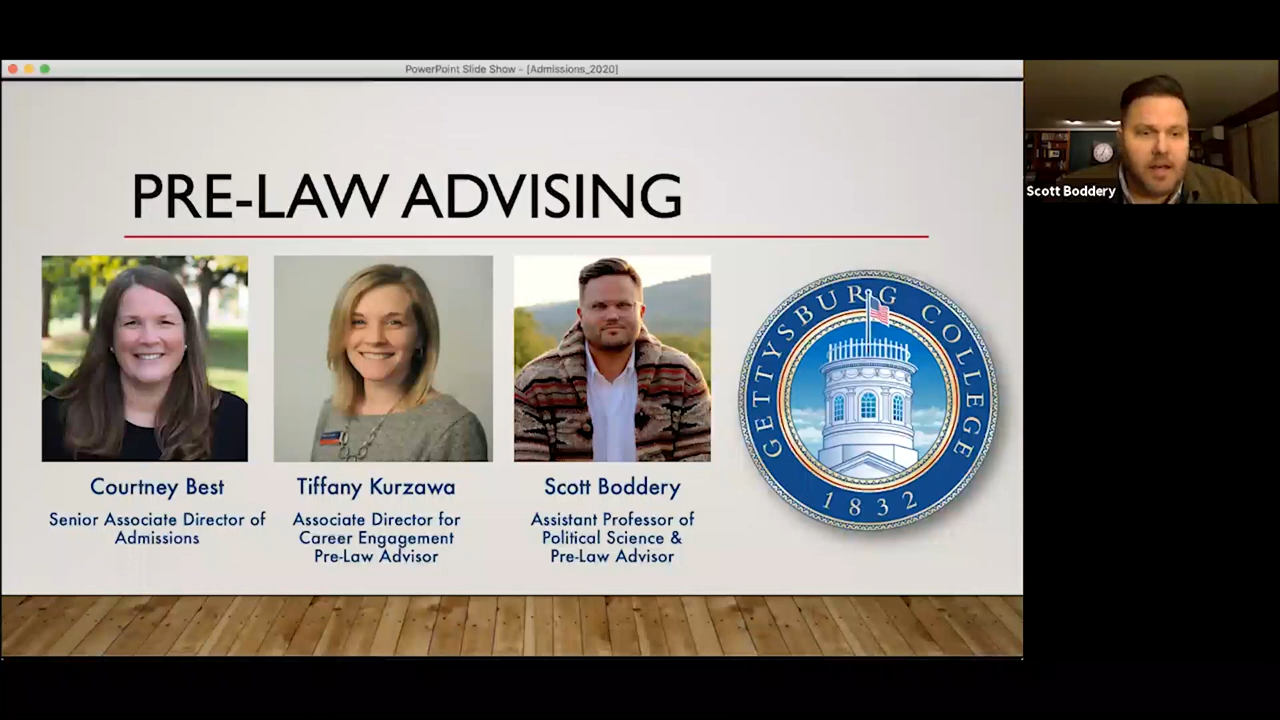 PowerPoint Slide Show - [Admissions_2020]
PRE-LAW ADVISING
Scott Boddery
GETTYSBURG COLLEGE
1832
Courtney Best
Senior Associate Director of
Admissions
Tiffany Kurzawa
Associate Director for
Career Engagement
Pre-Law Advisor
Scott Boddery
Assistant Professor of
Political Science &
Pre-Law Advisor